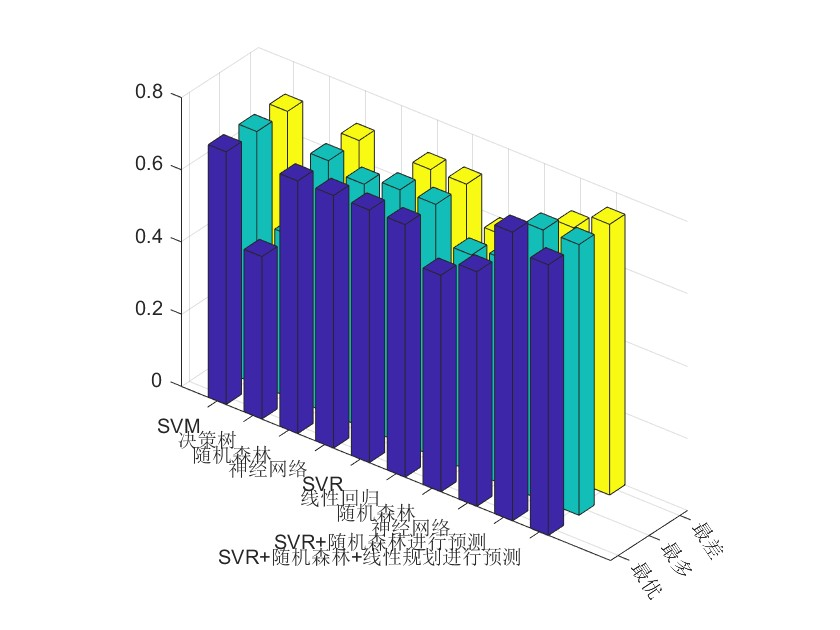 0.8
0.6
0.4
0.2
0
SVM
决策树
随机森林
神经网络
SVR
线性回归
随机森林
神经网络
SVR+随机森林进行预测
SVR+随机森林+线性规划进行预测
最差
最多
最优